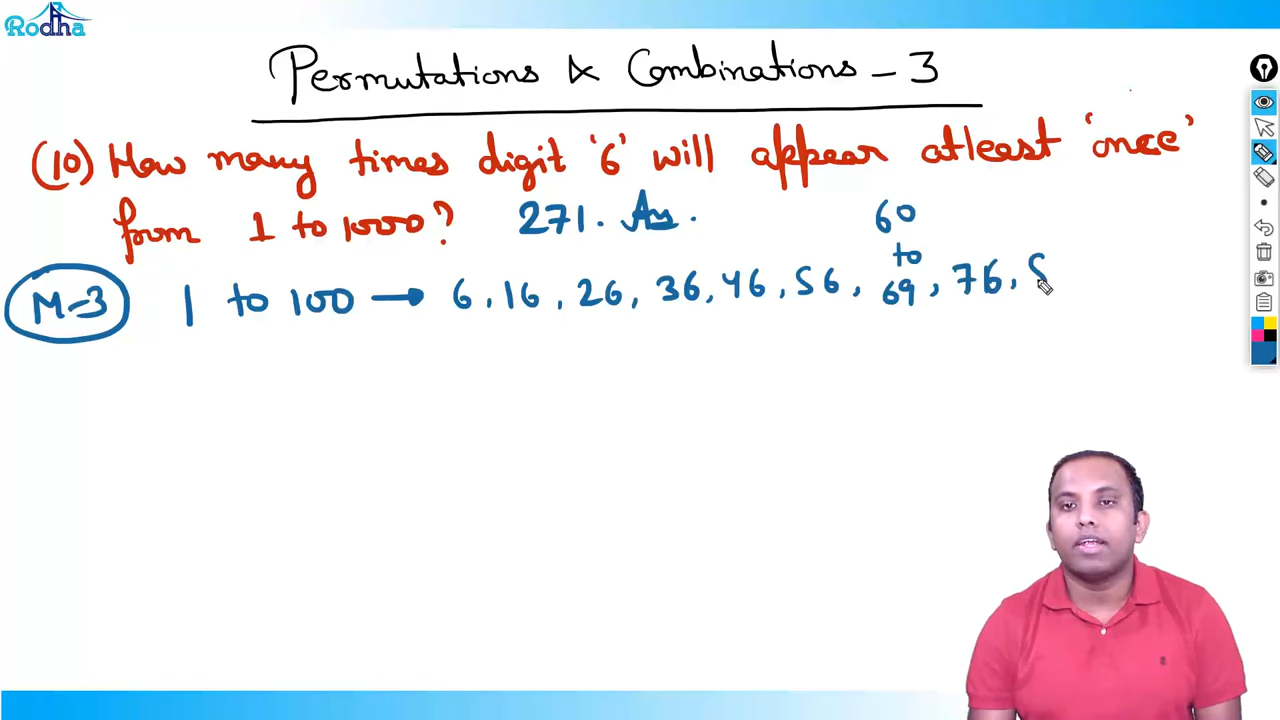 Rodha
Permutations & Combinations - 3
(10) How many times digit '6' will appear atleast 'once'
from 1 to 1000? 271. Ans.
M-3 1 to 100 → 6, 16, 26, 36, 46, 56, 60 to 69, 76,